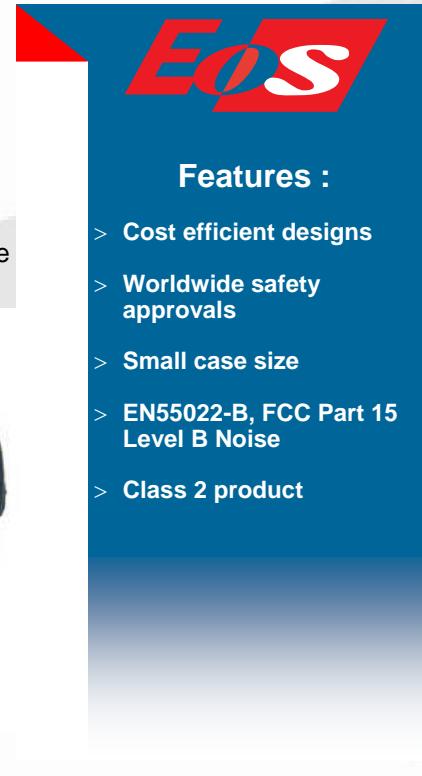 EOS
Features :
> Cost efficient designs
> Worldwide safety
approvals
> Small case size
> EN55022-B, FCC Part 15
Level B Noise
> Class 2 product
e